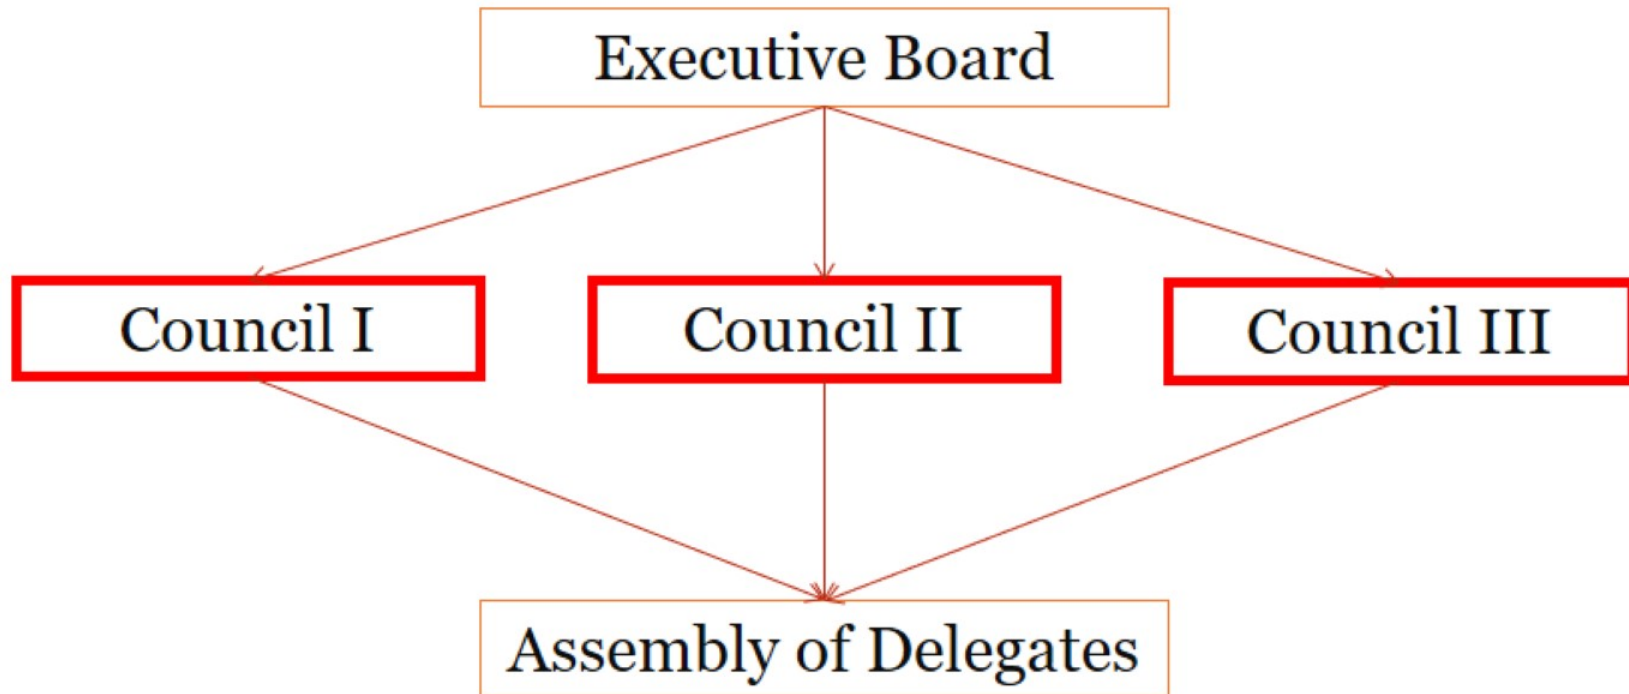 Executive Board
Council I
Council II
Council III
Assembly of Delegates